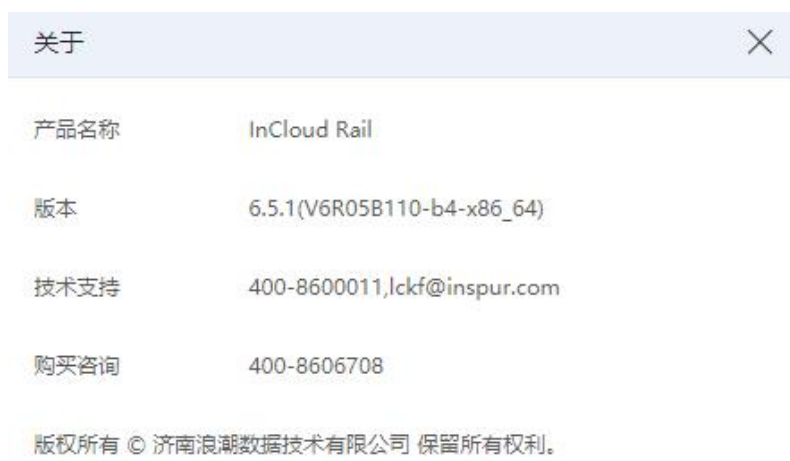 关于
产品名称 InCloud Rail
版本 6.5.1(V6R05B110-b4-x86_64)
技术支持 400-8600011,lckf@inspur.com
购买咨询 400-8606708
版权所有 © 济南浪潮数据技术有限公司 保留所有权利。